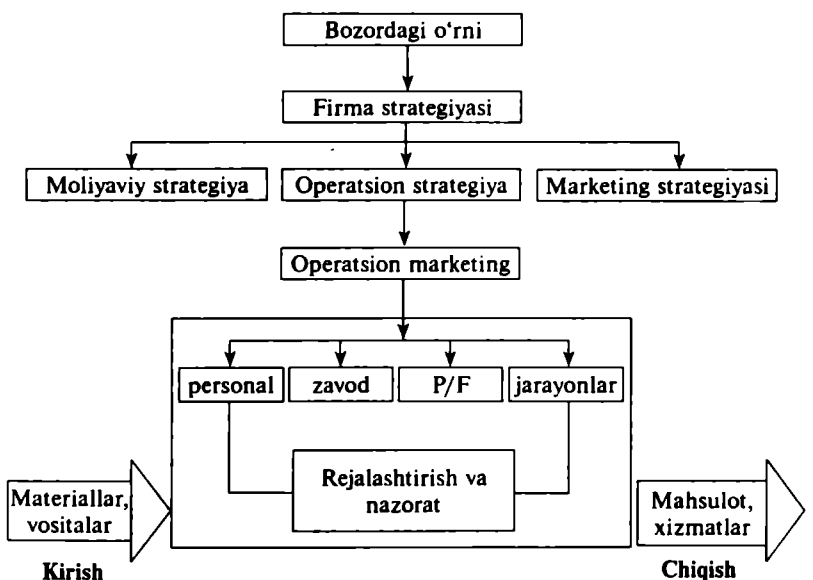 Bozordagi o‘rni
Firma strategiyasi
Moliyaviy strategiya
Operatsion strategiya
Marketing strategiyasi
Operatsion marketing
personal
zavod
P/F
jarayonlar
Rejalashtirish va
nazorat
Materiallar,
vositalar
Kirish
Mahsulot,
xizmatlar
Chiqish